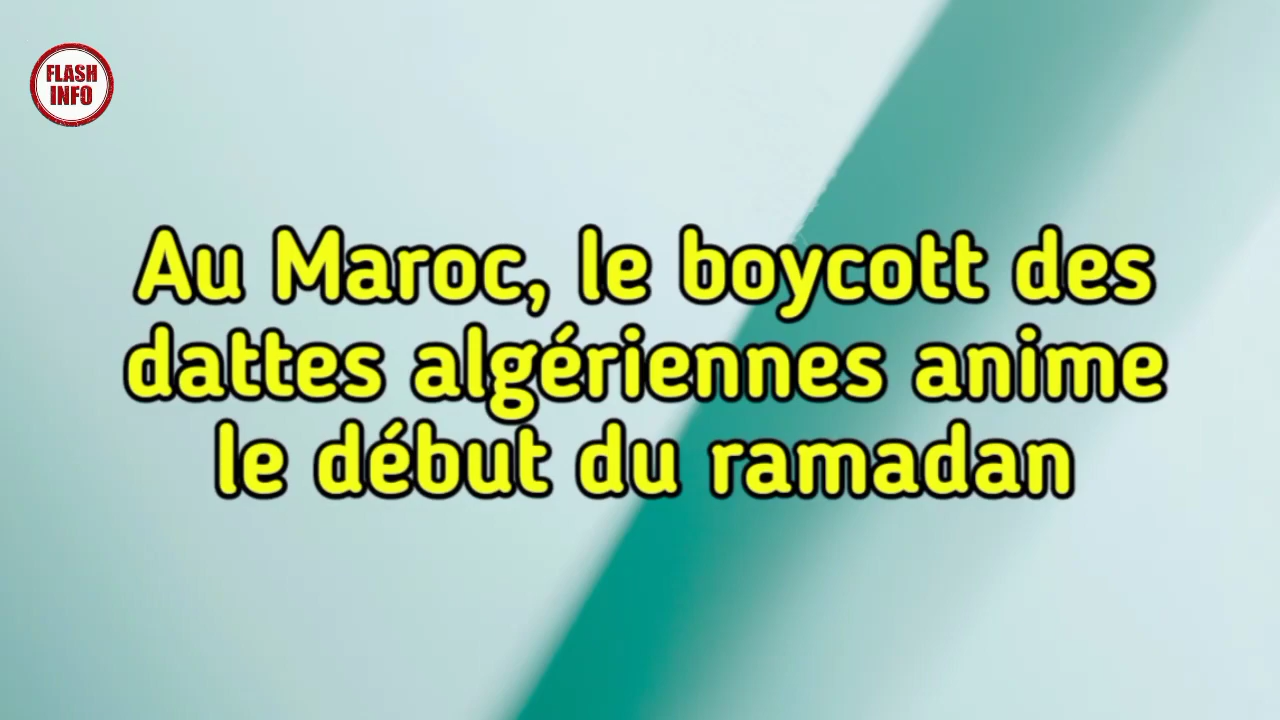 FLASH
INFO
Au Maroc, le boycott des
dattes algériennes anime
le début du ramadan